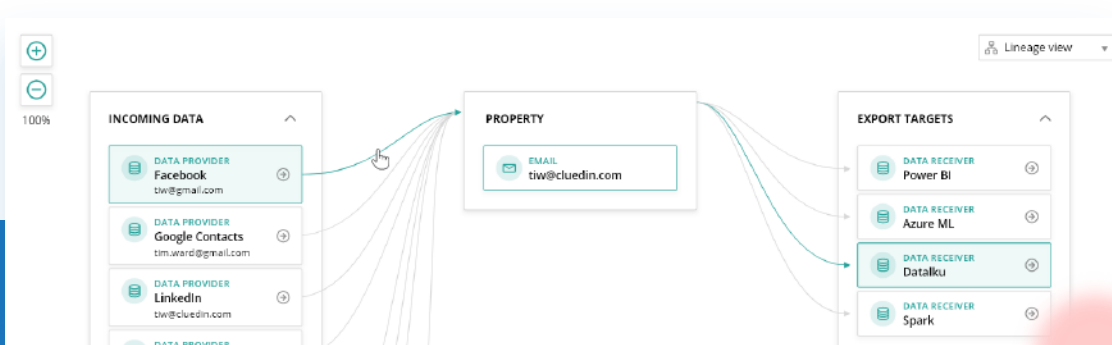 Lineage view
100%
INCOMING DATA
DATA PROVIDER
Facebook
tiw@gmail.com
DATA PROVIDER
Google Contacts
tim.ward@gmail.com
DATA PROVIDER
LinkedIn
tiw@cluedin.com
DATA PROVIDER
PROPERTY
EMAIL
tiw@cluedin.com
EXPORT TARGETS
DATA RECEIVER
Power BI
DATA RECEIVER
Azure ML
DATA RECEIVER
Datalku
DATA RECEIVER
Spark